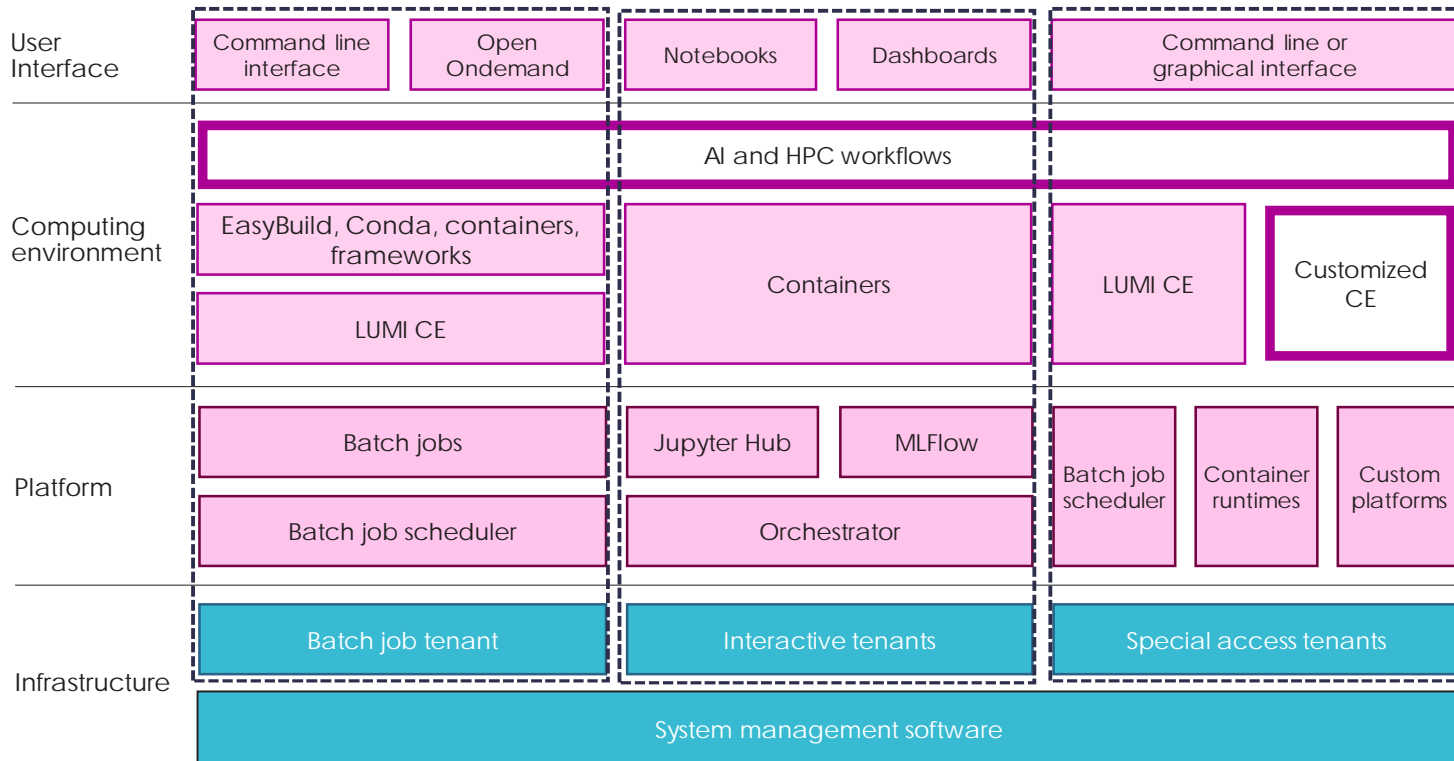 User
Interface
Command line
interface
Open
Ondemand
Notebooks
Dashboards
Command line or
graphical interface
AI and HPC workflows
Computing
environment
EasyBuild, Conda, containers,
frameworks
LUMI CE
Containers
LUMI CE
Customized
CE
Platform
Batch jobs
Jupyter Hub
MLFlow
Batch job
scheduler
Container
runtimes
Custom
platforms
Batch job scheduler
Orchestrator
Infrastructure
Batch job tenant
Interactive tenants
Special access tenants
System management software